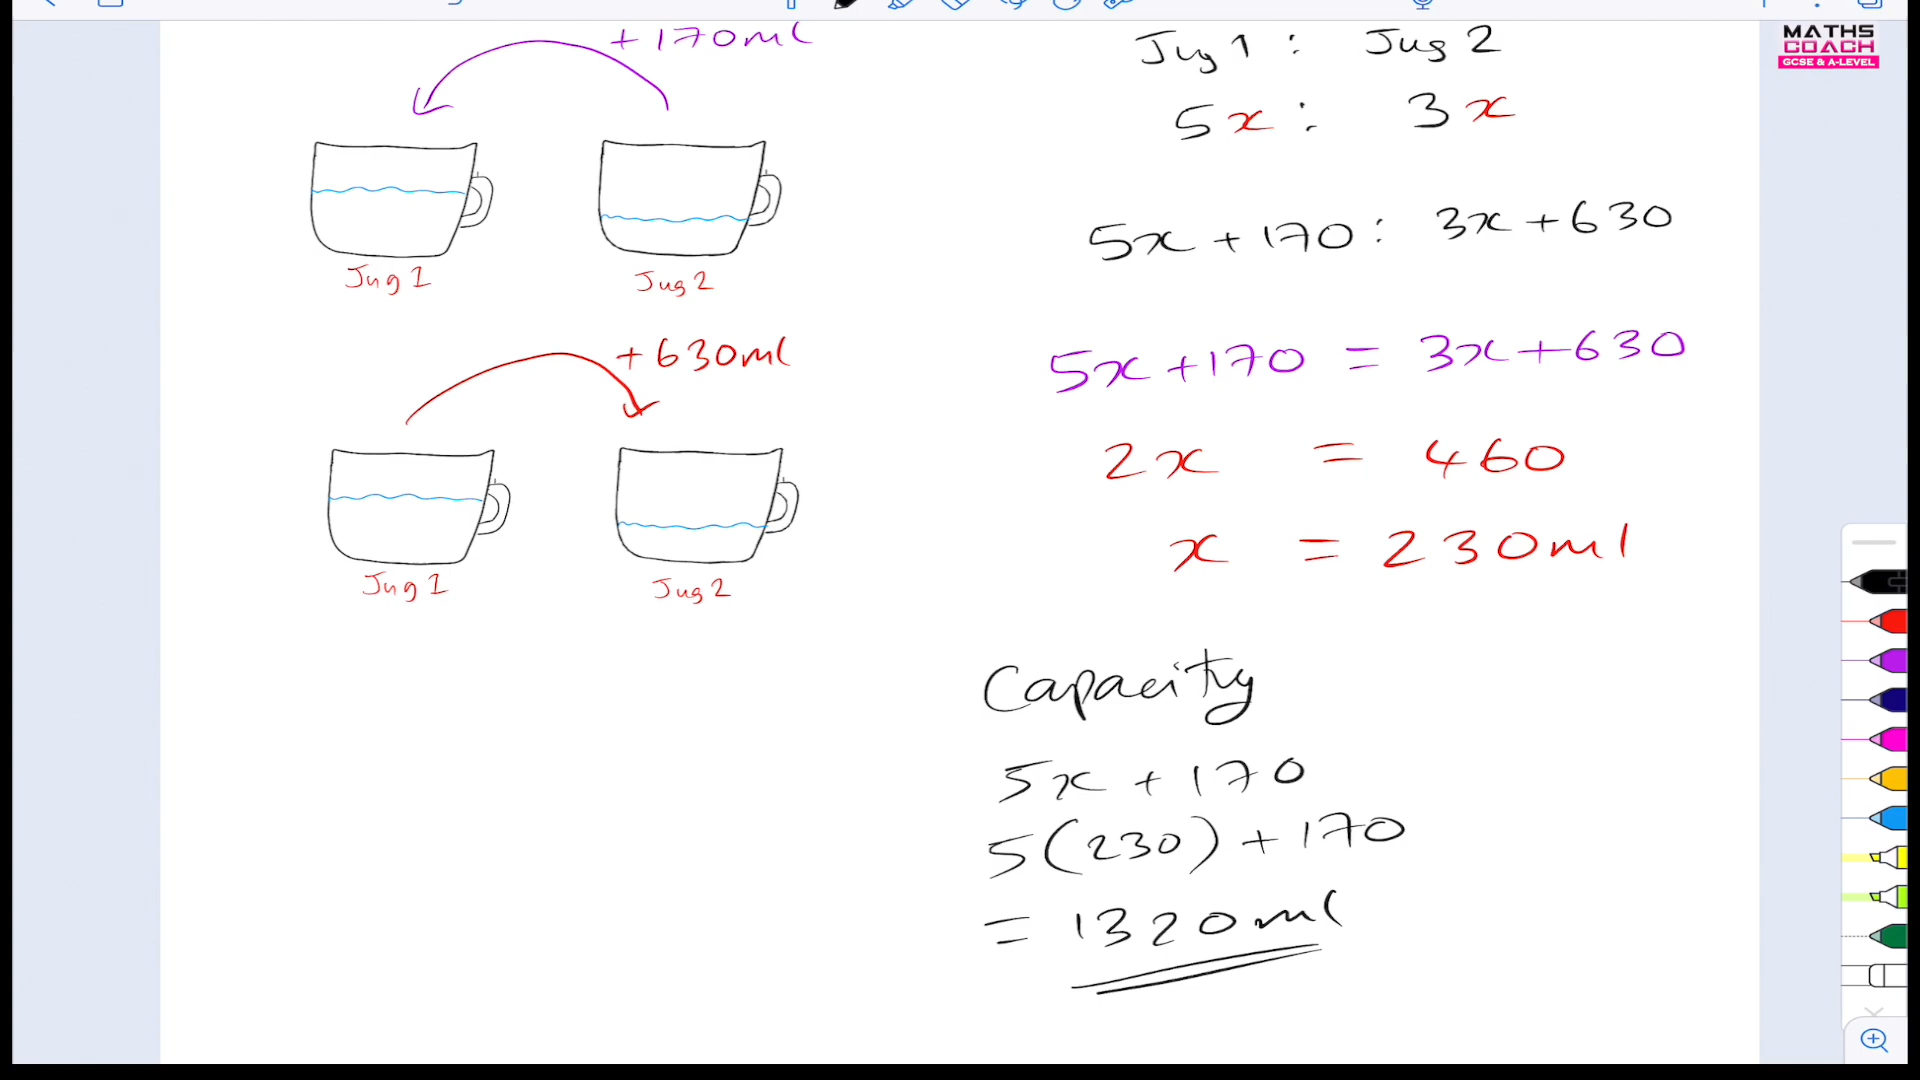 +170ml
Jug 1
Jug 2
+630ml
Jug 1
Jug 2
Jug 1 : Jug 2
5x : 3x
5x + 170 : 3x + 630
5x + 170 = 3x + 630
2x = 460
x = 230ml
Capacity
5x + 170
5(230) + 170
= 1320ml
MATHS
COACH
GCSE & A-LEVEL